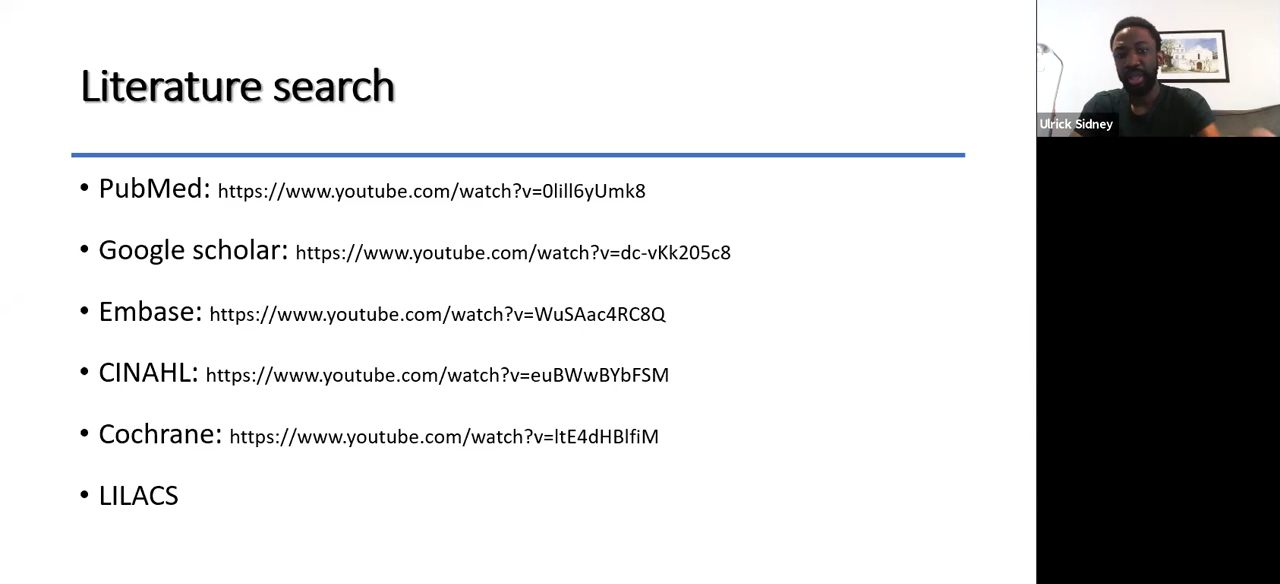 Literature search
• PubMed: https://www.youtube.com/watch?v=0lill6yUmk8
• Google scholar: https://www.youtube.com/watch?v=dc-vKk205c8
• Embase: https://www.youtube.com/watch?v=WuSAac4RC8Q
• CINAHL: https://www.youtube.com/watch?v=euBWwBYbFSM
• Cochrane: https://www.youtube.com/watch?v=ltE4dHBlfiM
• LILACS
Ulrick Sidney